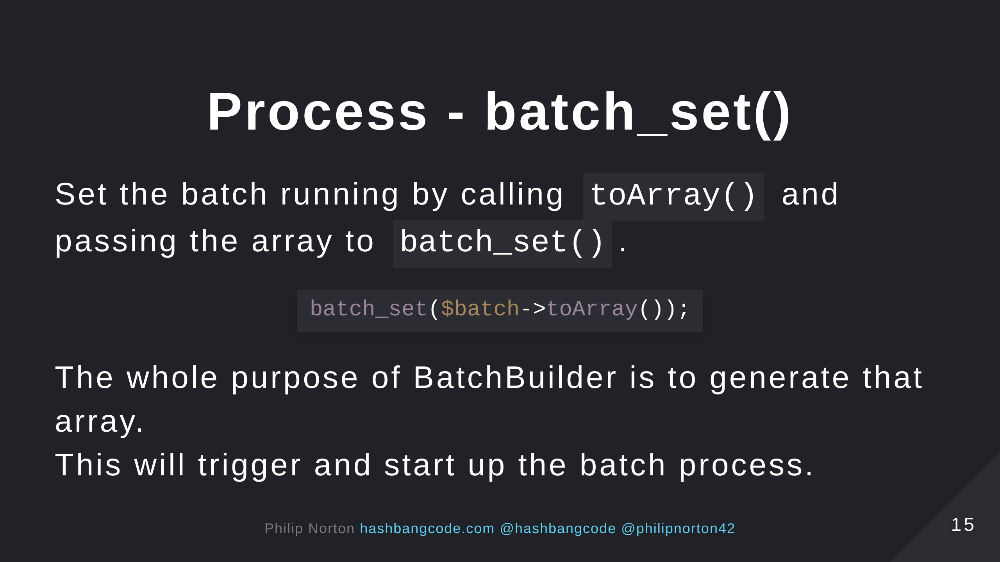 Process - batch_set()
Set the batch running by calling toArray() and
passing the array to batch_set().
batch_set($batch->toArray());
The whole purpose of BatchBuilder is to generate that
array.
This will trigger and start up the batch process.
Philip Norton hashbangcode.com @hashbangcode @philipnorton42
15